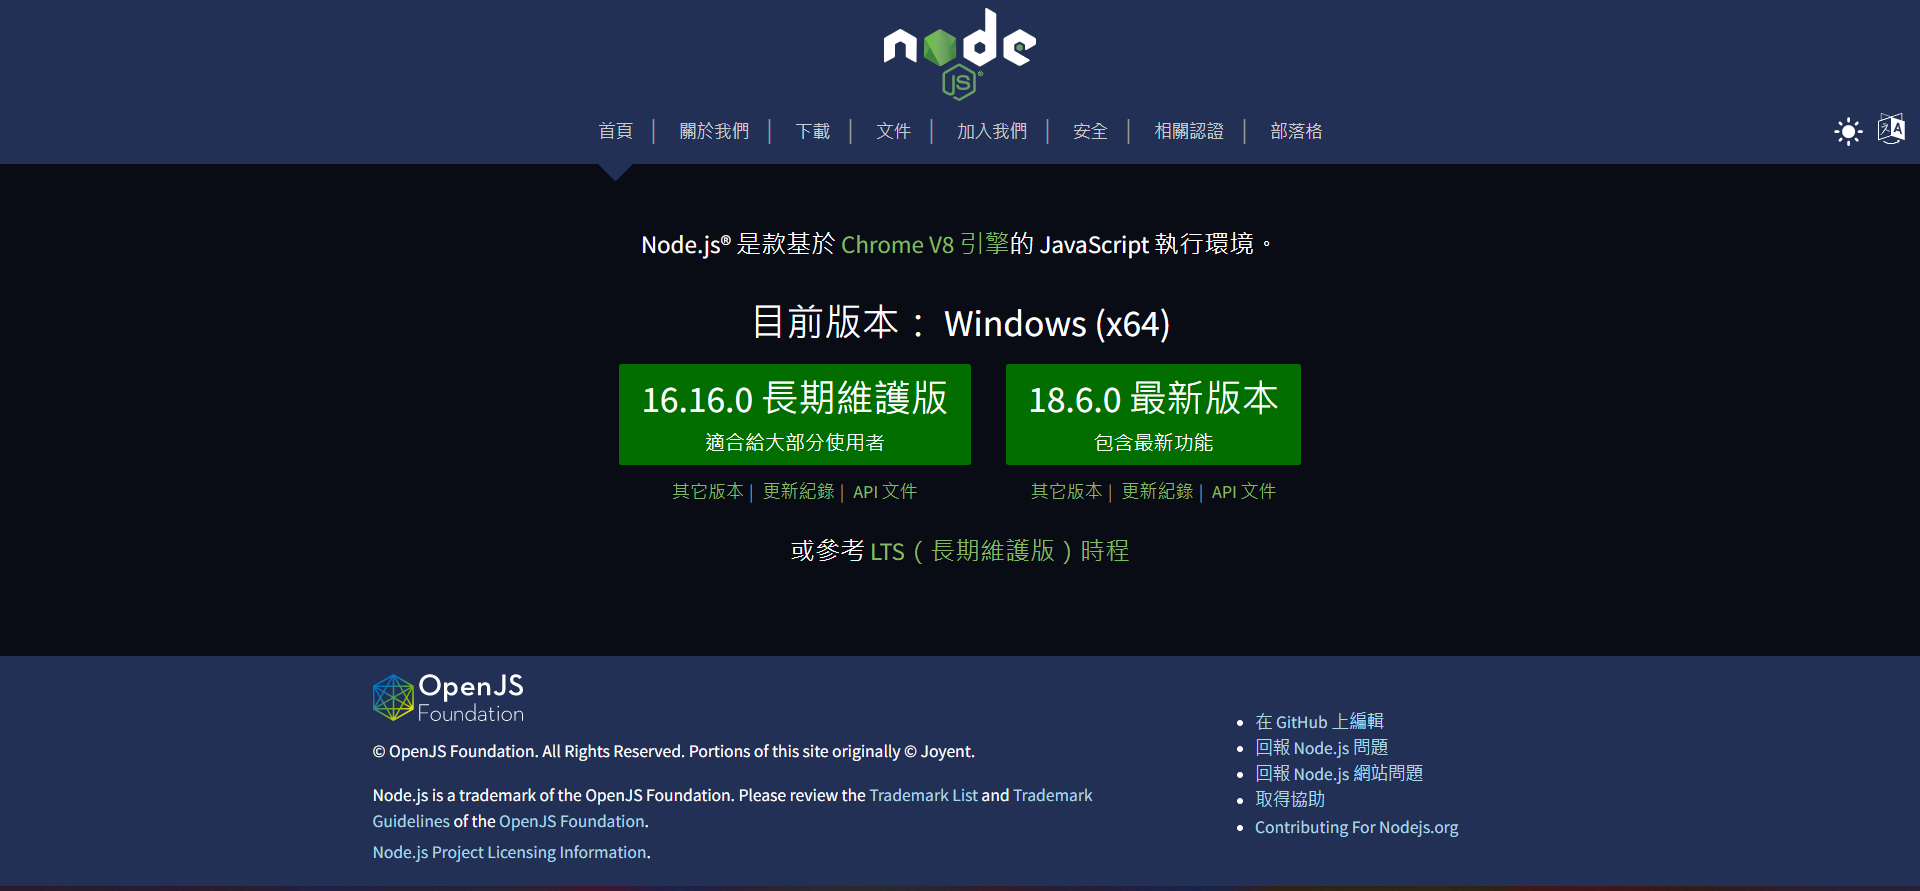 node
JS®
首頁 | 關於我們 | 下載 | 文件 | 加入我們 | 安全 | 相關認證 | 部落格
Node.js® 是款基於 Chrome V8 引擎的 JavaScript 執行環境。
目前版本： Windows (x64)
16.16.0 長期維護版
適合給大部分使用者
其它版本 | 更新紀錄 | API 文件
18.6.0 最新版本
包含最新功能
其它版本 | 更新紀錄 | API 文件
或參考 LTS（長期維護版）時程
OpenJS
Foundation
© OpenJS Foundation. All Rights Reserved. Portions of this site originally © Joyent.
Node.js is a trademark of the OpenJS Foundation. Please review the Trademark List and Trademark
Guidelines of the OpenJS Foundation.
Node.js Project Licensing Information.
在 GitHub 上編輯
回報 Node.js 問題
回報 Node.js 網站問題
取得協助
Contributing For Nodejs.org